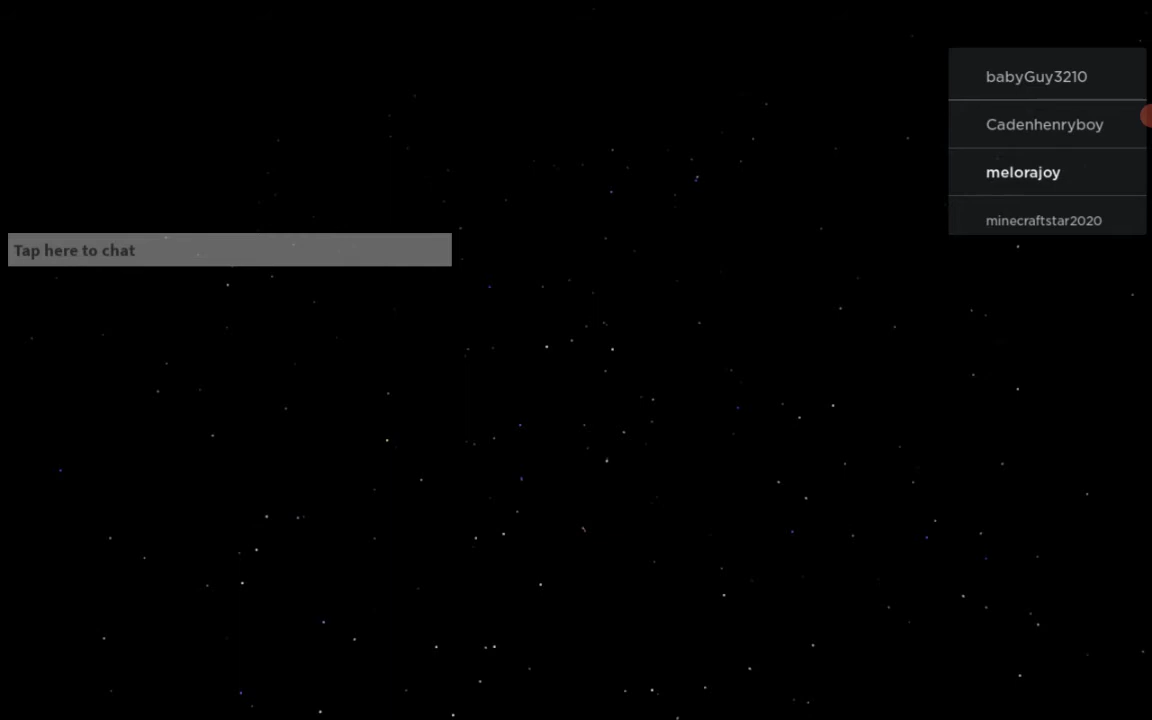 babyGuy3210
Cadenhenryboy
melorajoy
minecraftstar2020
Tap here to chat